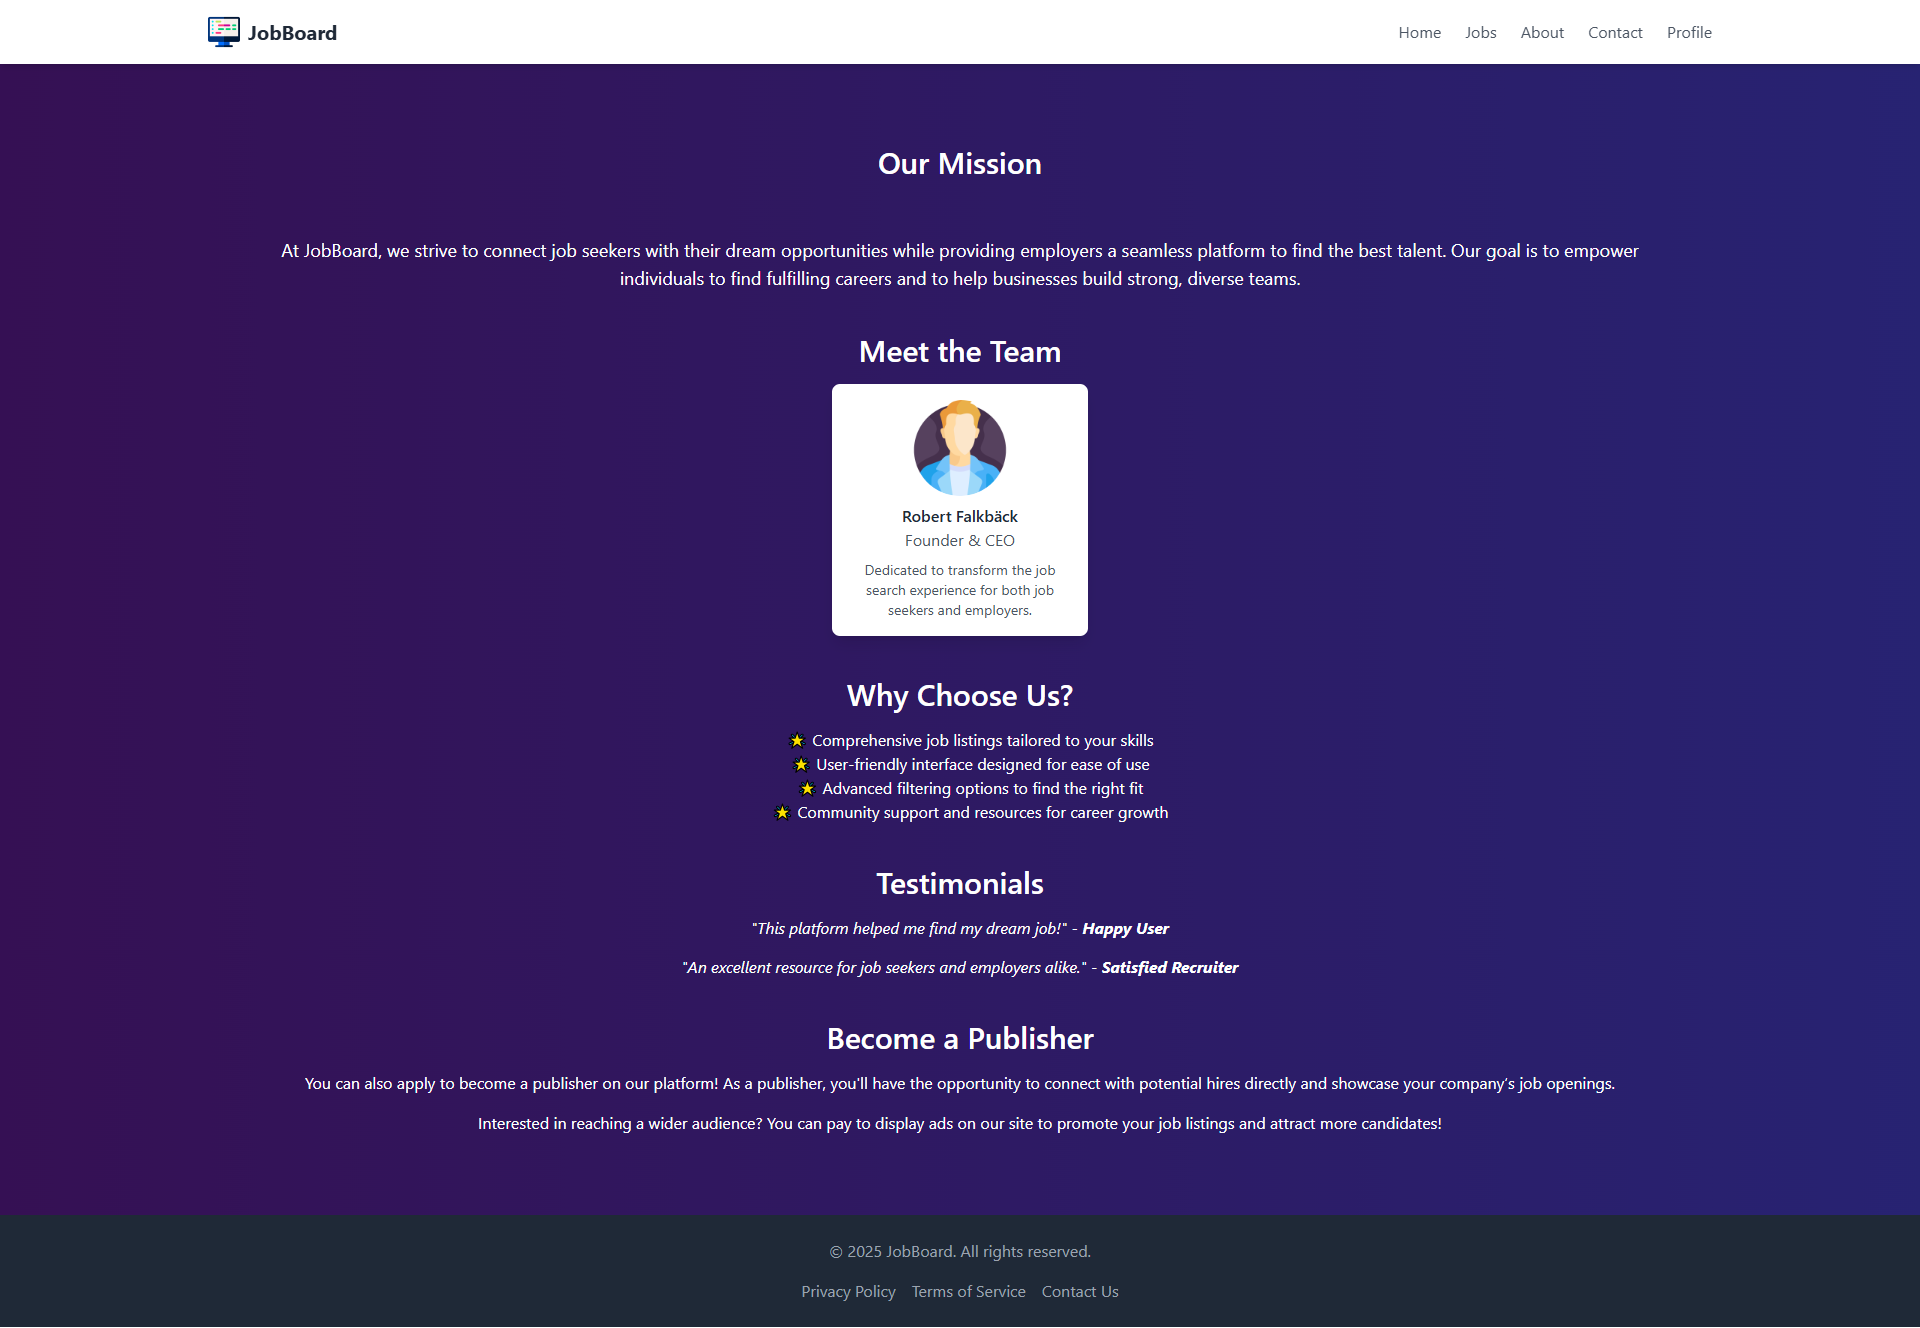 JobBoard
Home Jobs About Contact Profile
Our Mission
At JobBoard, we strive to connect job seekers with their dream opportunities while providing employers a seamless platform to find the best talent. Our goal is to empower
individuals to find fulfilling careers and to help businesses build strong, diverse teams.
Meet the Team
Robert Falkbäck
Founder & CEO
Dedicated to transform the job
search experience for both job
seekers and employers.
Why Choose Us?
🌟 Comprehensive job listings tailored to your skills
🌟 User-friendly interface designed for ease of use
🌟 Advanced filtering options to find the right fit
🌟 Community support and resources for career growth
Testimonials
"This platform helped me find my dream job!" - Happy User
"An excellent resource for job seekers and employers alike." - Satisfied Recruiter
Become a Publisher
You can also apply to become a publisher on our platform! As a publisher, you'll have the opportunity to connect with potential hires directly and showcase your company's job openings.
Interested in reaching a wider audience? You can pay to display ads on our site to promote your job listings and attract more candidates!
© 2025 JobBoard. All rights reserved.
Privacy Policy Terms of Service Contact Us